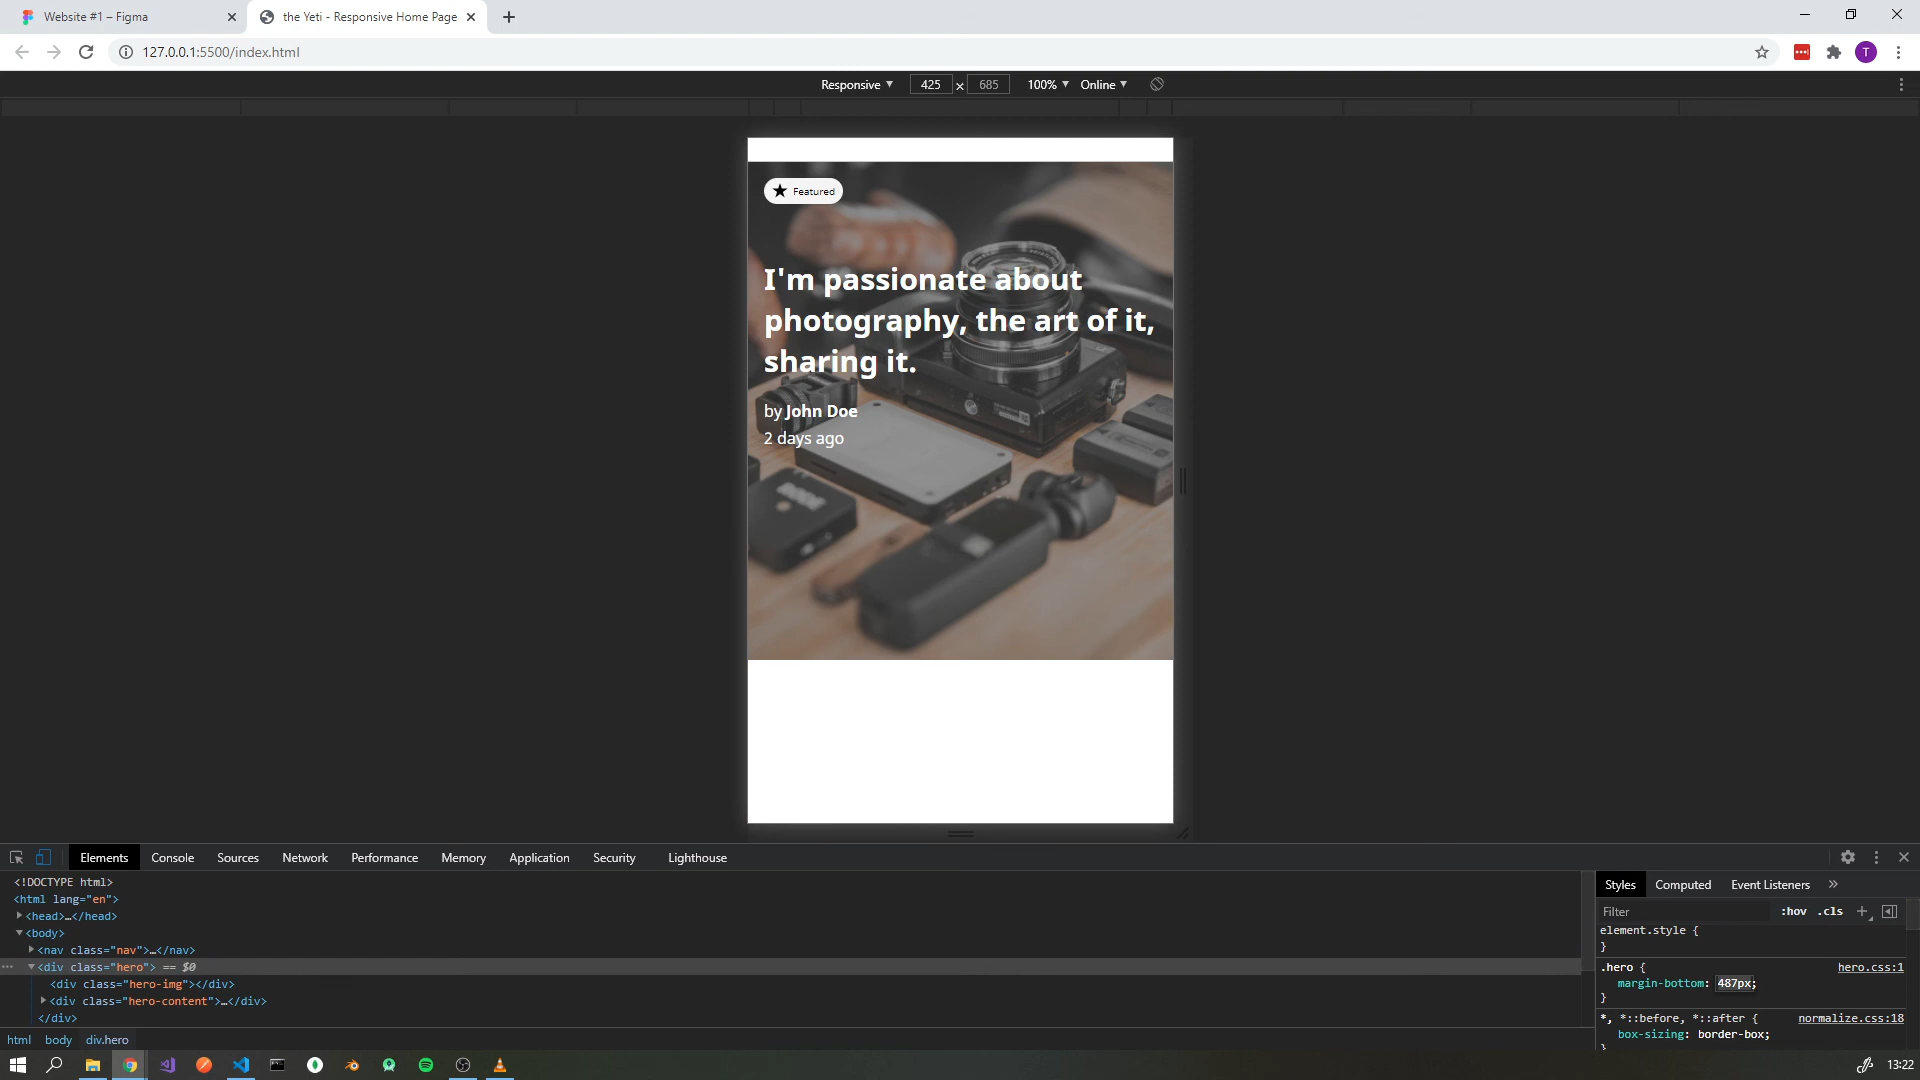 Website #1 – Figma
the Yeti - Responsive Home Page
127.0.0.1:5500/index.html
T
Responsive
425
x
685
100%
Online
Featured
I'm passionate about
photography, the art of it,
sharing it.
by John Doe
2 days ago
Elements
Console
Sources
Network
Performance
Memory
Application
Security
Lighthouse
<!DOCTYPE html>
<html lang="en">
<head>…</head>
<body>
<nav class="nav">…</nav>
<div class="hero"> == $0
<div class="hero-img"></div>
<div class="hero-content">…</div>
</div>
html
body
div.hero
Styles
Computed
Event Listeners
»
Filter
:hov
.cls
element.style {
}
.hero {
hero.css:1
margin-bottom: 487px;
}
*, *::before, *::after {
normalize.css:18
box-sizing: border-box;
}
13:22